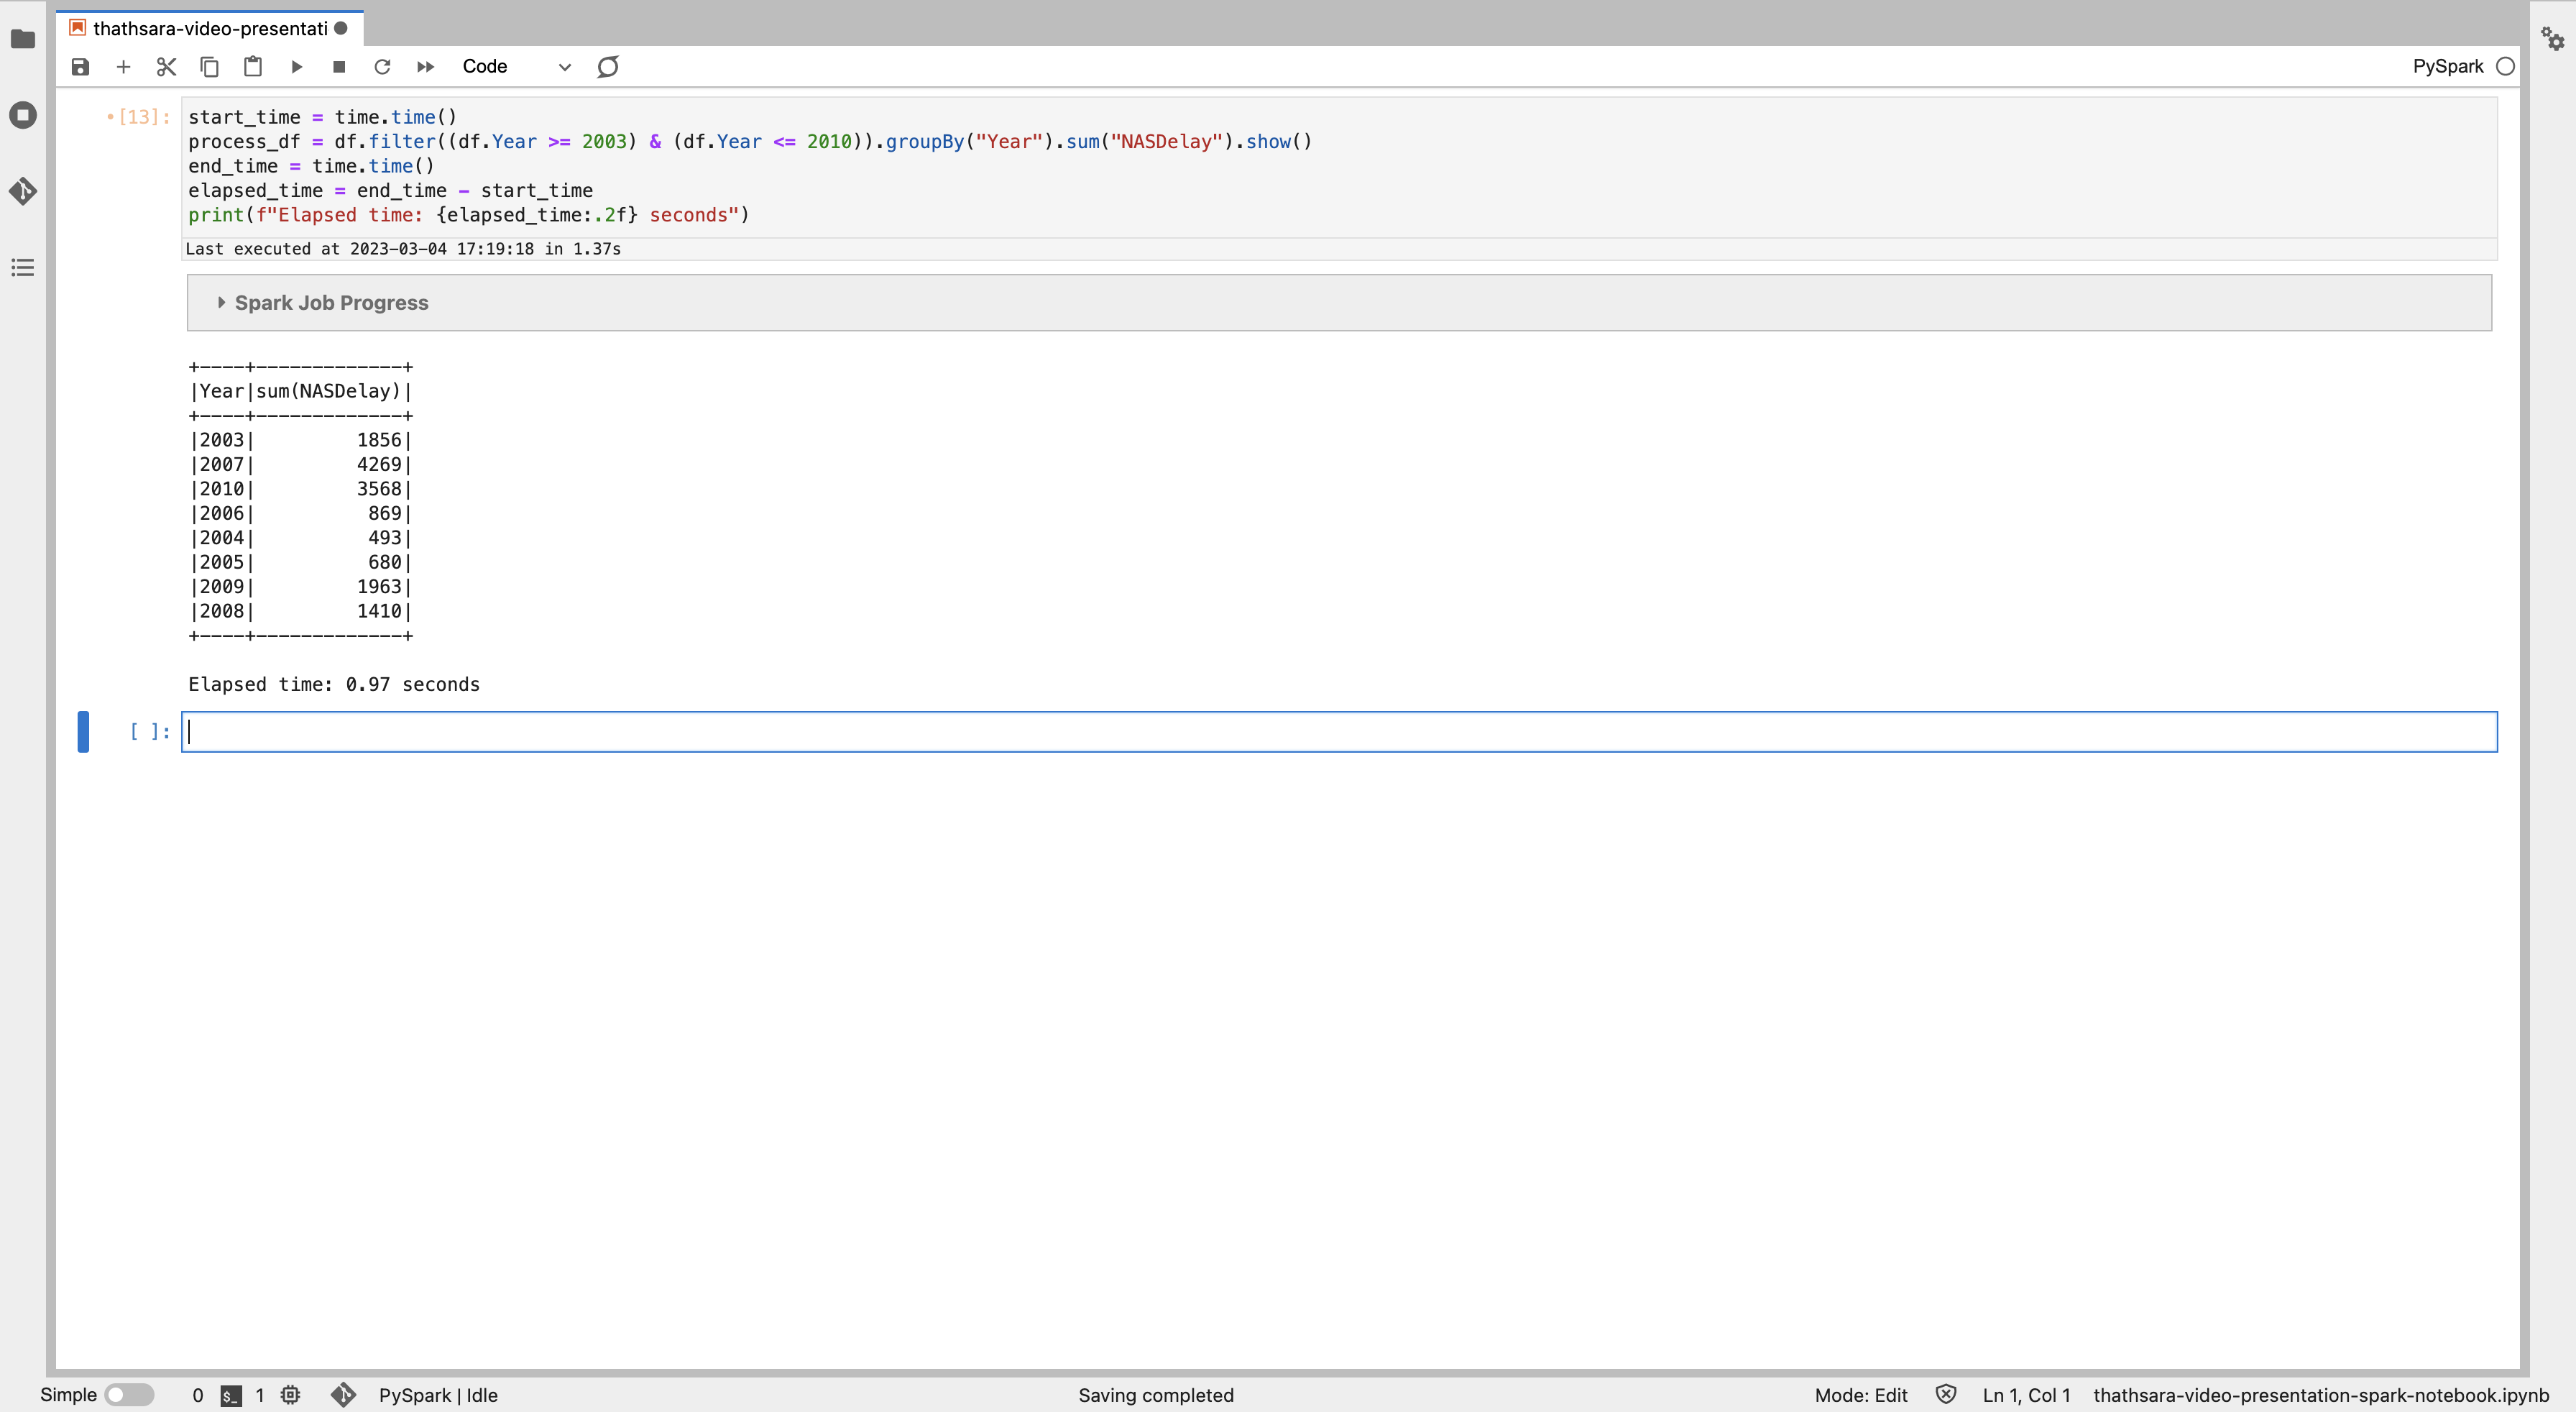 thathsara-video-presentati
Code
PySpark
[13]:
start_time = time.time()
process_df = df.filter((df.Year >= 2003) & (df.Year <= 2010)).groupBy("Year").sum("NASDelay").show()
end_time = time.time()
elapsed_time = end_time - start_time
print(f"Elapsed time: {elapsed_time:.2f} seconds")
Last executed at 2023-03-04 17:19:18 in 1.37s
Spark Job Progress
+----+-------------+
|Year|sum(NASDelay)|
+----+-------------+
|2003|         1856|
|2007|         4269|
|2010|         3568|
|2006|          869|
|2004|          493|
|2005|          680|
|2009|         1963|
|2008|         1410|
+----+-------------+
Elapsed time: 0.97 seconds
[ ]:
Simple 0 $_ 1 PySpark | Idle Saving completed Mode: Edit Ln 1, Col 1 thathsara-video-presentation-spark-notebook.ipynb